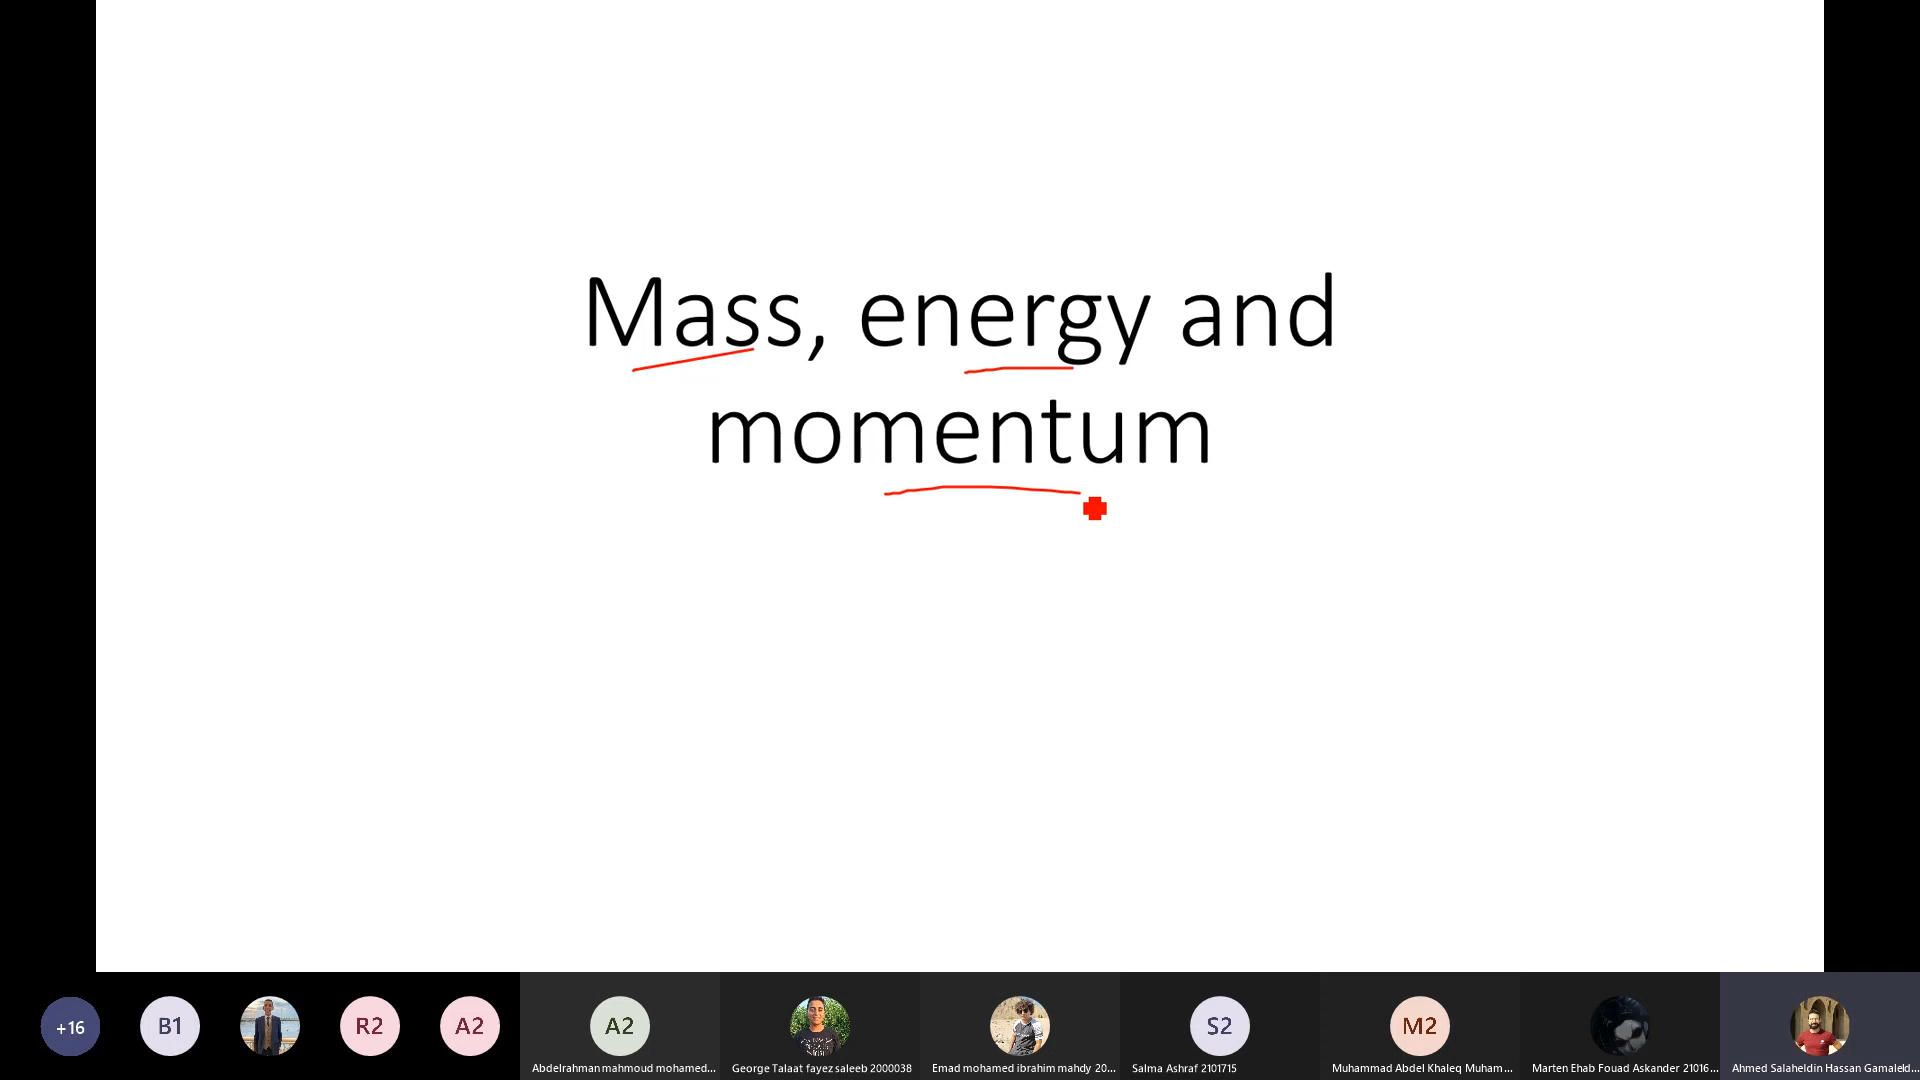 Mass, energy and
momentum
+16
B1
R2
A2
A2
S2
M2
Abdelrahman mahmoud mohamed...
George Talaat fayez saleeb 2000038
Emad mohamed ibrahim mahdy 20...
Salma Ashraf 2101715
Muhammad Abdel Khaleq Muham...
Marten Ehab Fouad Askander 21016...
Ahmed Salaheldin Hassan Gamaleld...